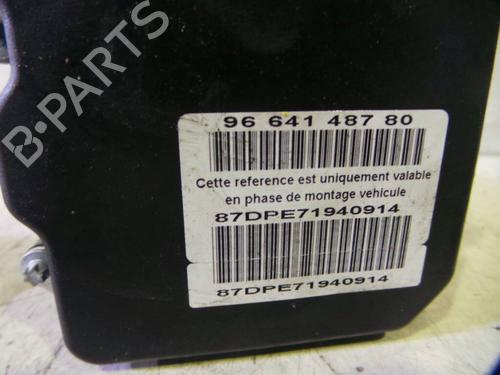 B-PARTS
96 641 487 80
Cette reference est uniquement valable
en phase de montage vehicule
87DPE71940914
87DPE71940914